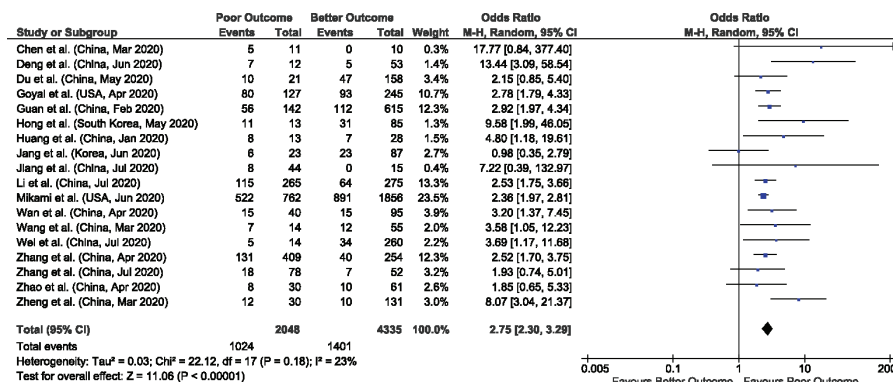 Poor Outcome Better Outcome Odds Ratio Odds Ratio
Study or Subgroup Events Total Events Total Weight M-H, Random, 95% CI M-H, Random, 95% CI
Chen et al. (China, Mar 2020) 5 11 0 10 0.3% 17.77 [0.84, 377.40]
Deng et al. (China, Jun 2020) 7 12 5 53 1.4% 13.44 [3.09, 58.54]
Du et al. (China, May 2020) 10 21 47 158 3.4% 2.15 [0.85, 5.40]
Goyal et al. (USA, Apr 2020) 80 127 93 245 10.7% 2.78 [1.79, 4.33]
Guan et al. (China, Feb 2020) 56 142 112 615 12.3% 2.92 [1.97, 4.34]
Hong et al. (South Korea, May 2020) 11 13 31 85 1.2% 9.58 [1.99, 46.05]
Huang et al. (China, Jan 2020) 8 13 7 28 1.5% 4.80 [1.18, 19.61]
Jang et al. (Korea, Jun 2020) 6 23 23 87 2.7% 0.98 [0.35, 2.79]
Jiang et al. (China, Jul 2020) 8 44 0 15 0.4% 7.22 [0.39, 132.97]
Li et al. (China, Jul 2020) 115 265 64 275 13.5% 2.53 [1.75, 3.66]
Mikami et al. (USA, Jun 2020) 522 762 891 1856 23.5% 2.36 [1.97, 2.81]
Wan et al. (China, Apr 2020) 15 40 15 95 3.9% 3.20 [1.37, 7.45]
Wang et al. (China, Mar 2020) 7 14 12 55 1.9% 3.58 [1.05, 12.23]
Wei et al. (China, Jul 2020) 5 14 34 260 2.2% 3.69 [1.17, 11.68]
Zhang et al. (China, Apr 2020) 131 409 40 254 12.2% 2.52 [1.70, 3.75]
Zhang et al. (China, Jul 2020) 18 78 7 52 3.2% 1.93 [0.74, 5.01]
Zhao et al. (China, Apr 2020) 8 30 10 61 2.7% 1.85 [0.65, 5.33]
Zheng et al. (China, Mar 2020) 12 30 10 131 3.1% 8.07 [3.04, 21.37]
Total (95% CI) 2048 4335 100.0% 2.75 [2.30, 3.29]
Total events 1024 1401
Heterogeneity: Tau² = 0.03; Chi² = 22.12, df = 17 (P = 0.18); I² = 23%
Test for overall effect: Z = 11.06 (P < 0.00001)
0.005 0.1 1 10 20
Favours Better Outcome Favours Poor Outcome